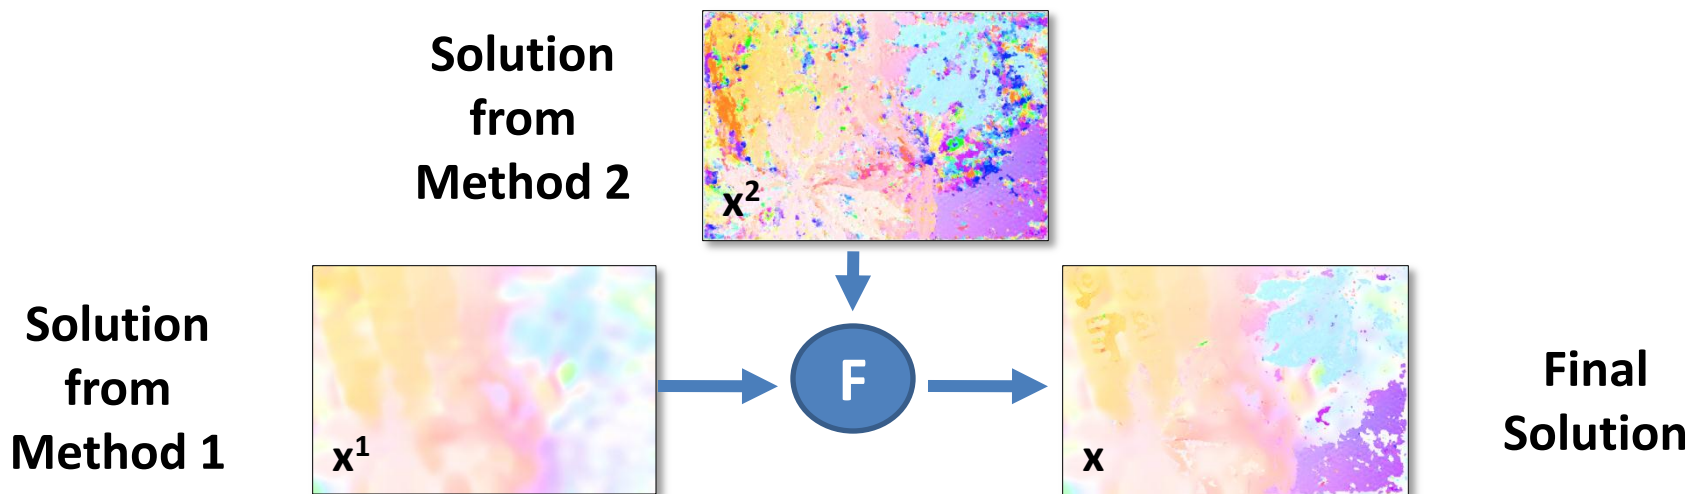 Solution
from
Method 2
x²
Solution
from
Method 1
x¹
F
x
Final
Solution